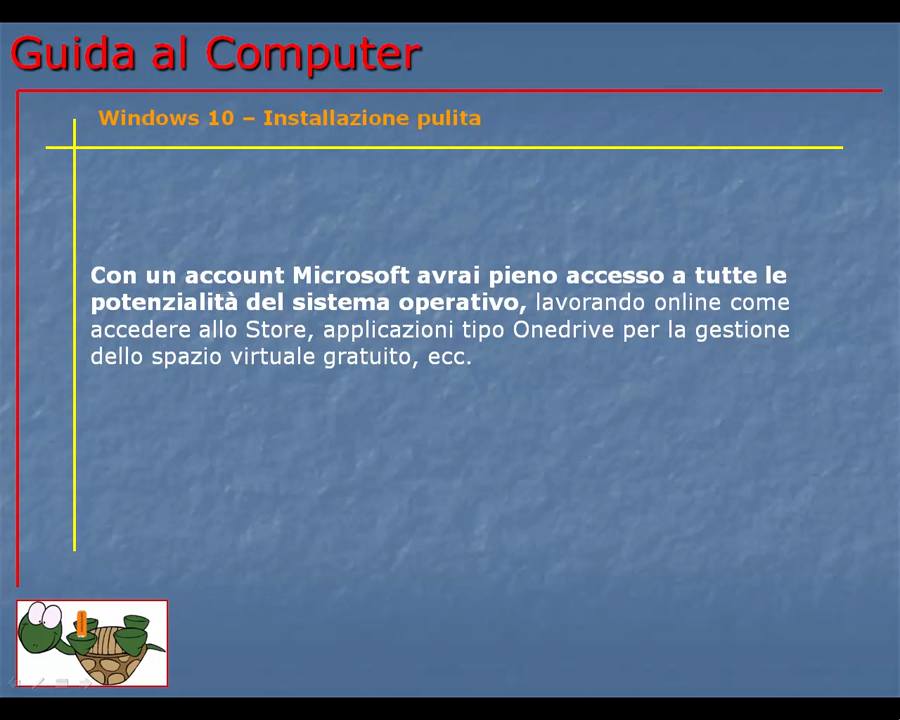 Guida al Computer
Windows 10 – Installazione pulita
Con un account Microsoft avrai pieno accesso a tutte le
potenzialità del sistema operativo, lavorando online come
accedere allo Store, applicazioni tipo Onedrive per la gestione
dello spazio virtuale gratuito, ecc.